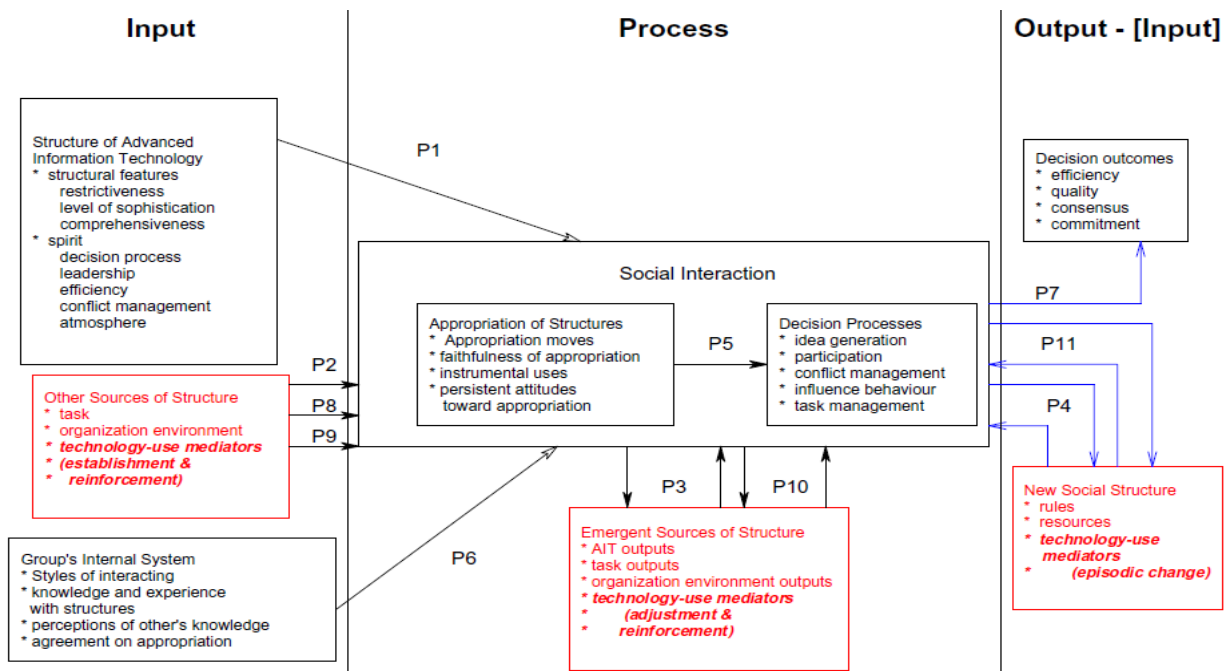 Input
Process
Output - [Input]
Structure of Advanced
Information Technology
* structural features
restrictiveness
level of sophistication
comprehensiveness
* spirit
decision process
leadership
efficiency
conflict management
atmosphere
P1
Decision outcomes
* efficiency
* quality
* consensus
* commitment
Social Interaction
Appropriation of Structures
* Appropriation moves
* faithfulness of appropriation
* instrumental uses
* persistent attitudes
toward appropriation
P5
Decision Processes
* idea generation
* participation
* conflict management
* influence behaviour
* task management
P7
P11
P4
P2
P8
P9
Other Sources of Structure
* task
* organization environment
* technology-use mediators
* (establishment &
* reinforcement)
P3
P10
Emergent Sources of Structure
* AIT outputs
* task outputs
* organization environment outputs
* technology-use mediators
* (adjustment &
* reinforcement)
New Social Structure
* rules
* resources
* technology-use
mediators
* (episodic change)
P6
Group's Internal System
* Styles of interacting
* knowledge and experience
with structures
* perceptions of other's knowledge
* agreement on appropriation